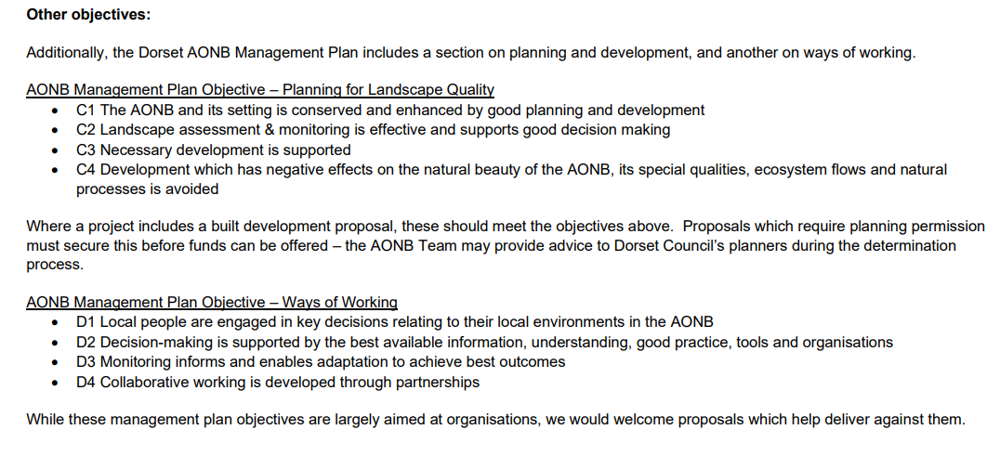 Other objectives:
Additionally, the Dorset AONB Management Plan includes a section on planning and development, and another on ways of working.
AONB Management Plan Objective – Planning for Landscape Quality
• C1 The AONB and its setting is conserved and enhanced by good planning and development
• C2 Landscape assessment & monitoring is effective and supports good decision making
• C3 Necessary development is supported
• C4 Development which has negative effects on the natural beauty of the AONB, its special qualities, ecosystem flows and natural
processes is avoided
Where a project includes a built development proposal, these should meet the objectives above.  Proposals which require planning permission
must secure this before funds can be offered – the AONB Team may provide advice to Dorset Council’s planners during the determination
process.
AONB Management Plan Objective – Ways of Working
• D1 Local people are engaged in key decisions relating to their local environments in the AONB
• D2 Decision-making is supported by the best available information, understanding, good practice, tools and organisations
• D3 Monitoring informs and enables adaptation to achieve best outcomes
• D4 Collaborative working is developed through partnerships
While these management plan objectives are largely aimed at organisations, we would welcome proposals which help deliver against them.